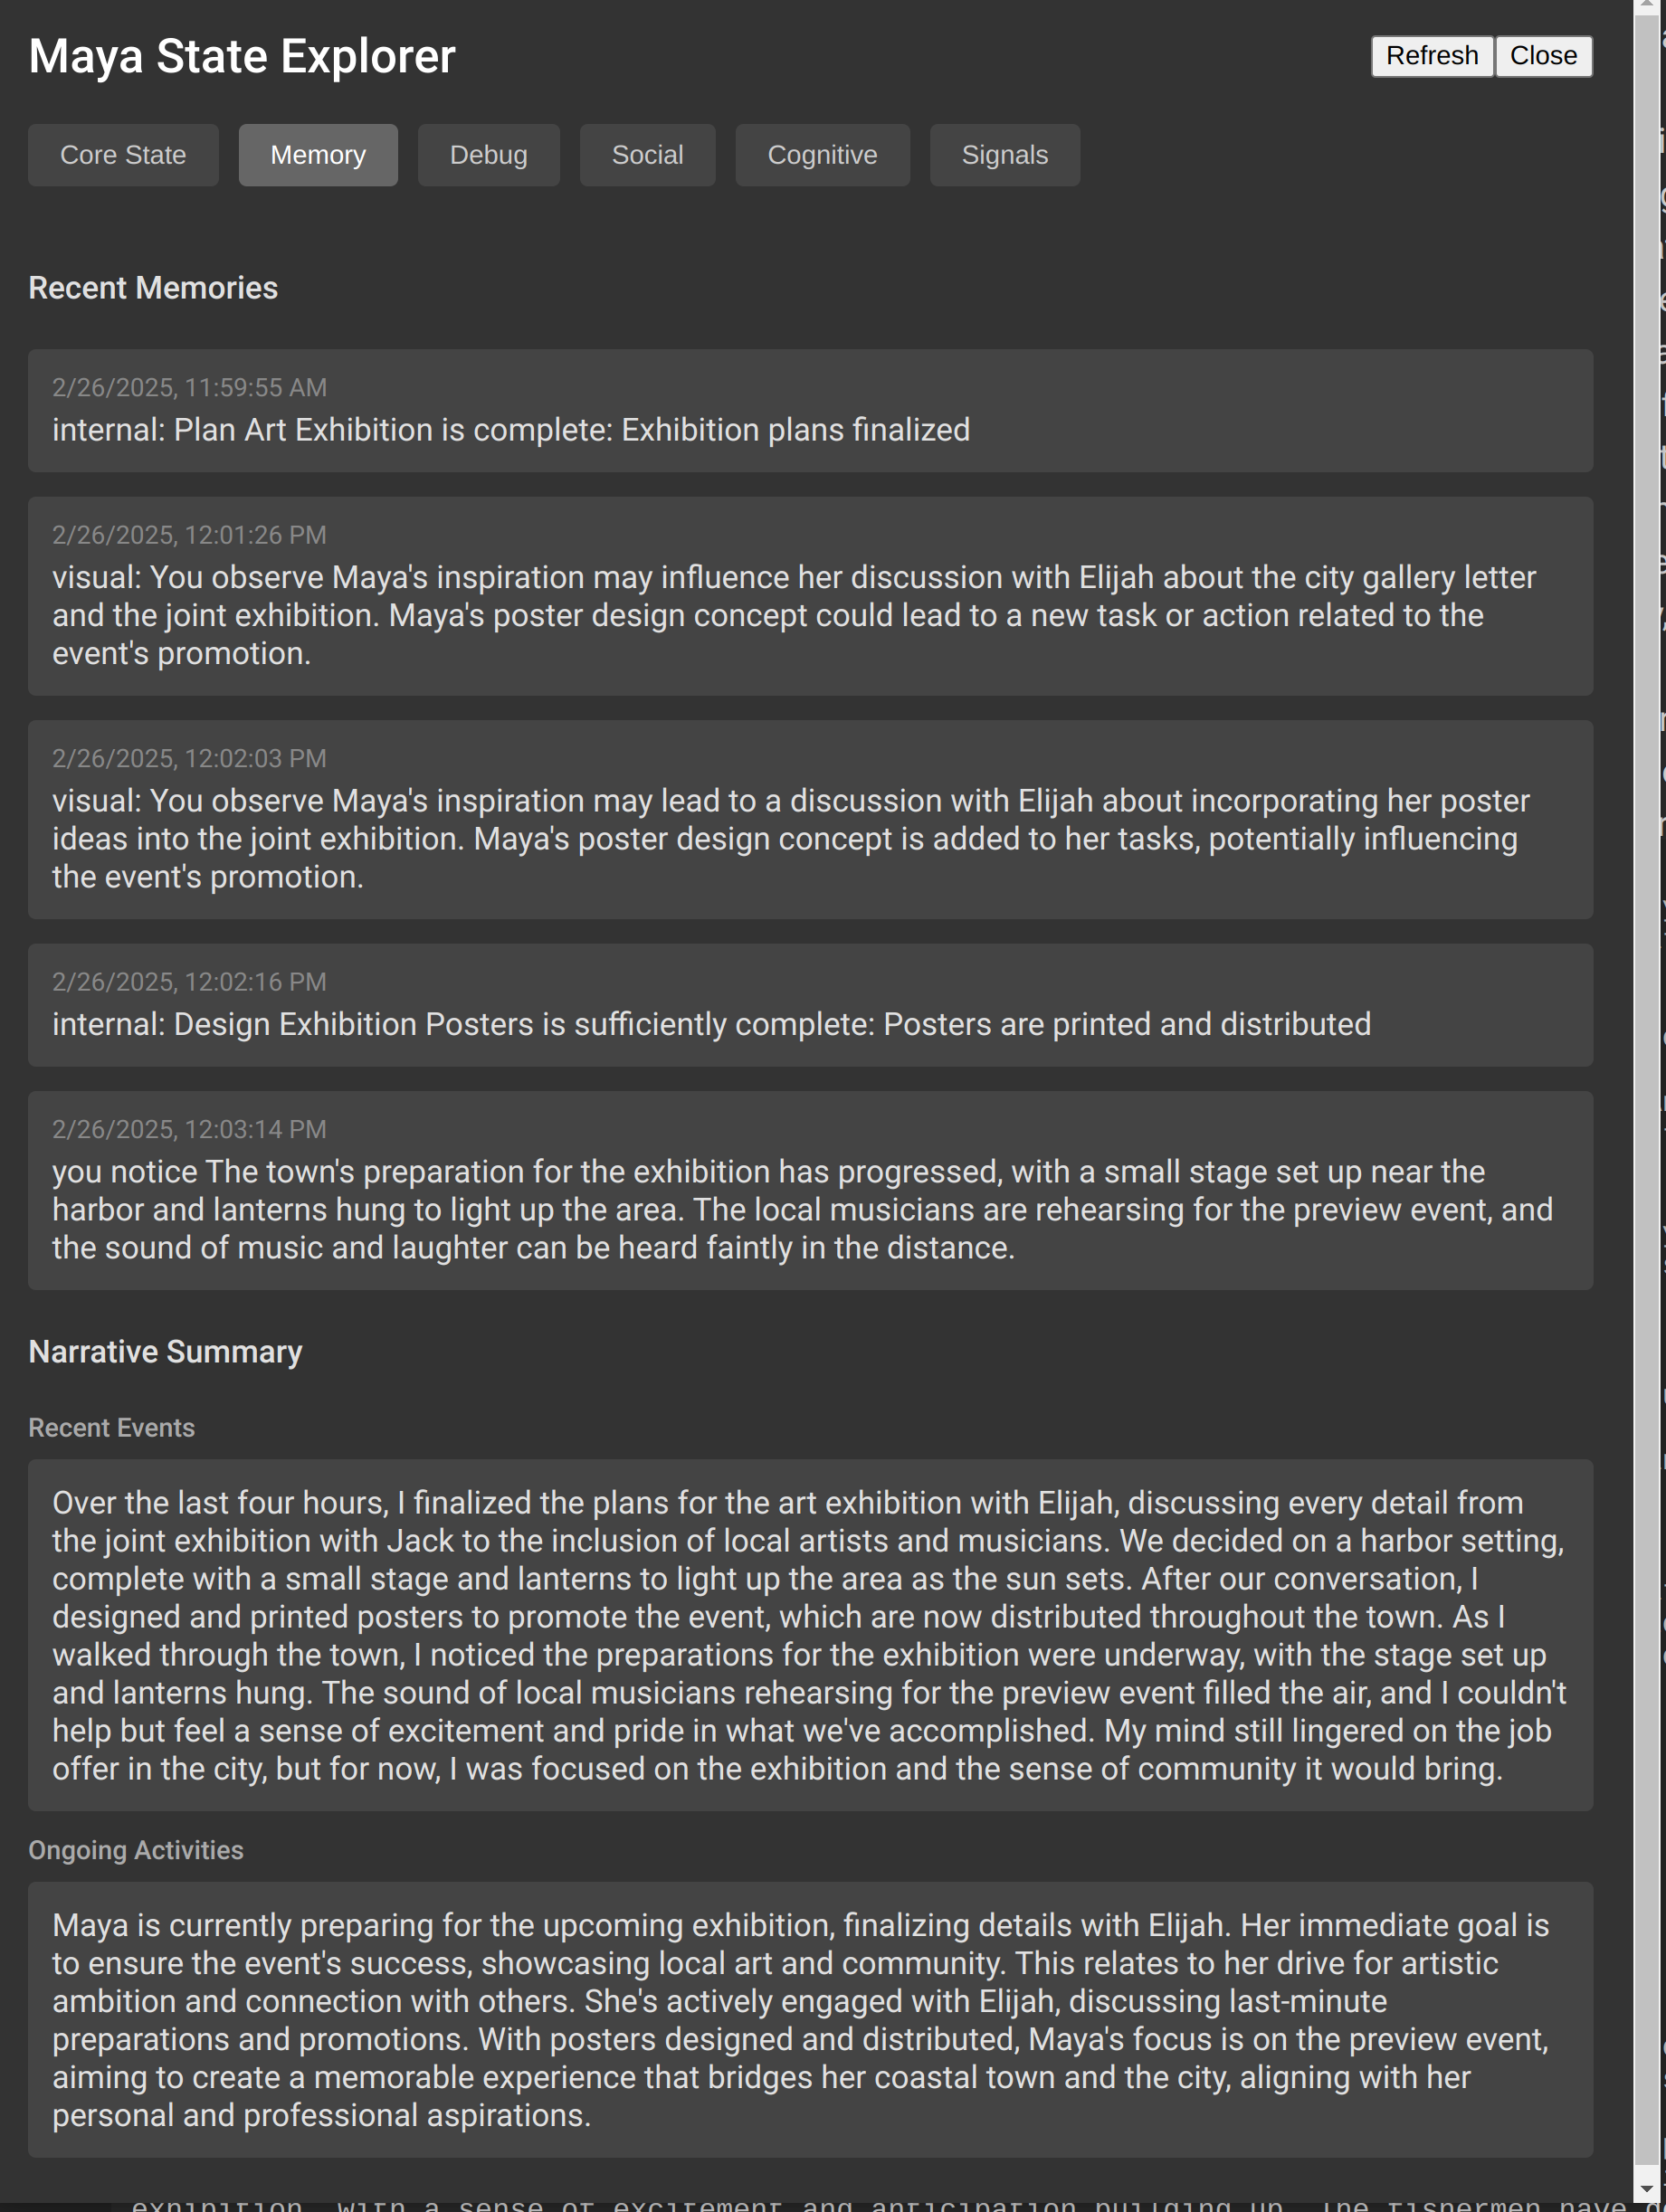 Maya State Explorer
Refresh Close
Core State Memory Debug Social Cognitive Signals
Recent Memories
2/26/2025, 11:59:55 AM
internal: Plan Art Exhibition is complete: Exhibition plans finalized
2/26/2025, 12:01:26 PM
visual: You observe Maya's inspiration may influence her discussion with Elijah about the city gallery letter
and the joint exhibition. Maya's poster design concept could lead to a new task or action related to the
event's promotion.
2/26/2025, 12:02:03 PM
visual: You observe Maya's inspiration may lead to a discussion with Elijah about incorporating her poster
ideas into the joint exhibition. Maya's poster design concept is added to her tasks, potentially influencing
the event's promotion.
2/26/2025, 12:02:16 PM
internal: Design Exhibition Posters is sufficiently complete: Posters are printed and distributed
2/26/2025, 12:03:14 PM
you notice The town's preparation for the exhibition has progressed, with a small stage set up near the
harbor and lanterns hung to light up the area. The local musicians are rehearsing for the preview event, and
the sound of music and laughter can be heard faintly in the distance.
Narrative Summary
Recent Events
Over the last four hours, I finalized the plans for the art exhibition with Elijah, discussing every detail from
the joint exhibition with Jack to the inclusion of local artists and musicians. We decided on a harbor setting,
complete with a small stage and lanterns to light up the area as the sun sets. After our conversation, I
designed and printed posters to promote the event, which are now distributed throughout the town. As I
walked through the town, I noticed the preparations for the exhibition were underway, with the stage set up
and lanterns hung. The sound of local musicians rehearsing for the preview event filled the air, and I couldn't
help but feel a sense of excitement and pride in what we've accomplished. My mind still lingered on the job
offer in the city, but for now, I was focused on the exhibition and the sense of community it would bring.
Ongoing Activities
Maya is currently preparing for the upcoming exhibition, finalizing details with Elijah. Her immediate goal is
to ensure the event's success, showcasing local art and community. This relates to her drive for artistic
ambition and connection with others. She's actively engaged with Elijah, discussing last-minute
preparations and promotions. With posters designed and distributed, Maya's focus is on the preview event,
aiming to create a memorable experience that bridges her coastal town and the city, aligning with her
personal and professional aspirations.
exhibition, with a sense of excitement and anticipation building up. The fishermen have